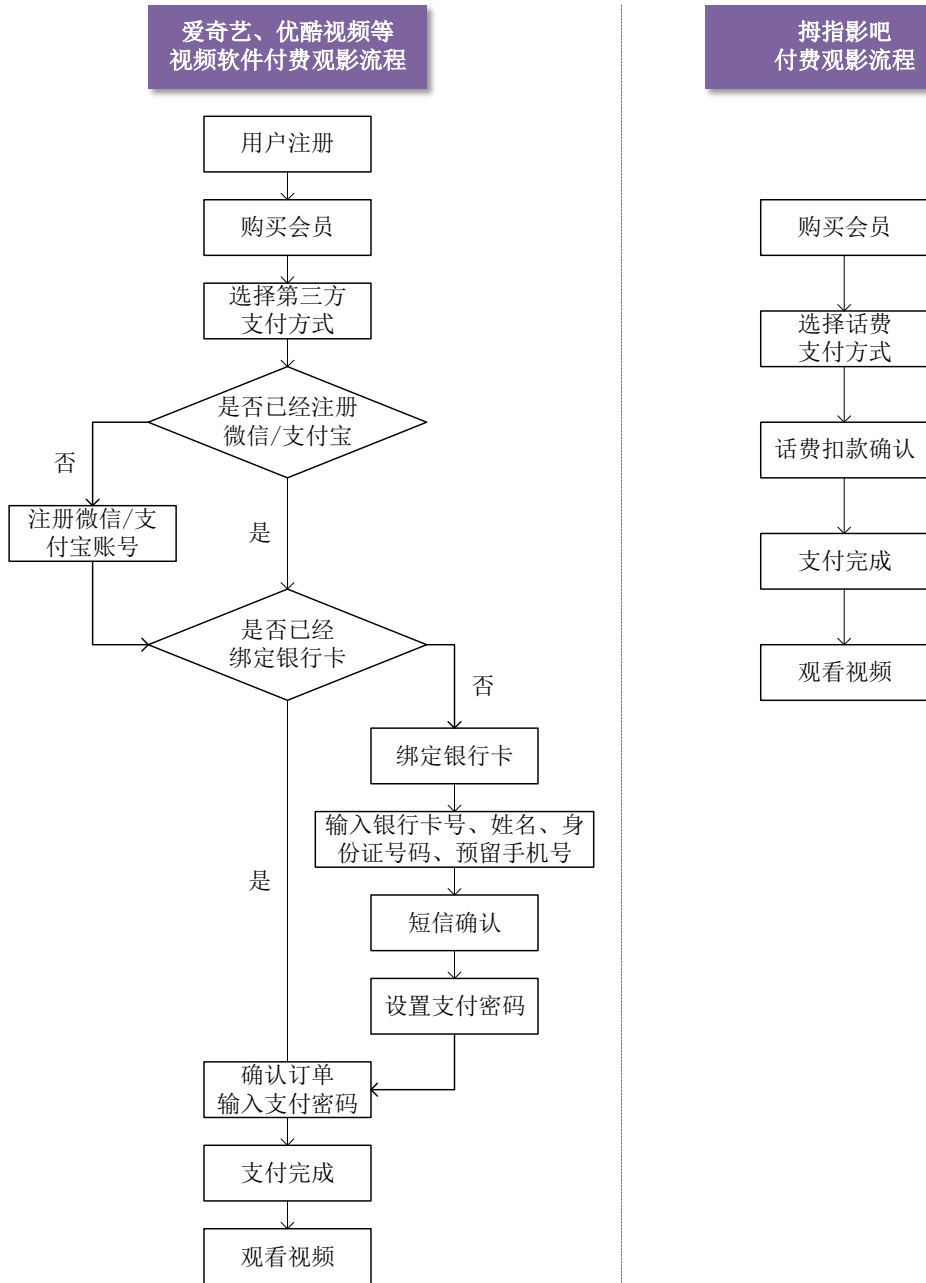 爱奇艺、优酷视频等
视频软件付费观影流程
用户注册
购买会员
选择第三方
支付方式
是否已经注册
微信/支付宝
否
注册微信/支
付宝账号
是
是否已经
绑定银行卡
否
绑定银行卡
输入银行卡号、姓名、身
份证号码、预留手机号
是
短信确认
设置支付密码
确认订单
输入支付密码
支付完成
观看视频
拇指影吧
付费观影流程
购买会员
选择话费
支付方式
话费扣款确认
支付完成
观看视频